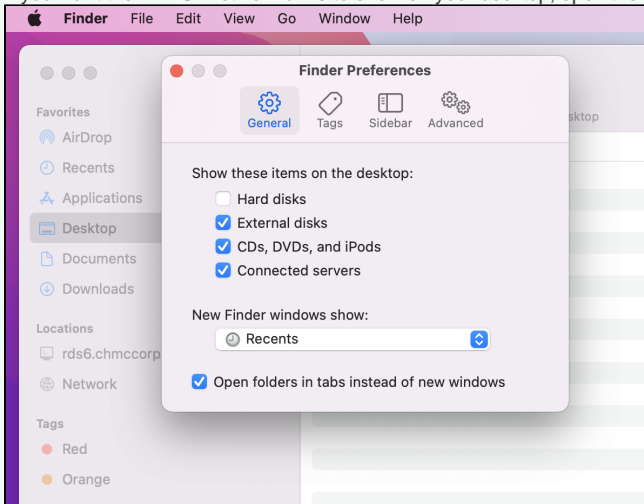 Finder File Edit View Go Window Help
Finder Preferences
General Tags Sidebar Advanced
Show these items on the desktop:
Hard disks
External disks
CDs, DVDs, and iPods
Connected servers
New Finder windows show:
Recents
Open folders in tabs instead of new windows
Favorites
AirDrop
Recents
Applications
Desktop
Documents
Downloads
Locations
rds6.chmccorp
Network
Tags
Red
Orange
sktop